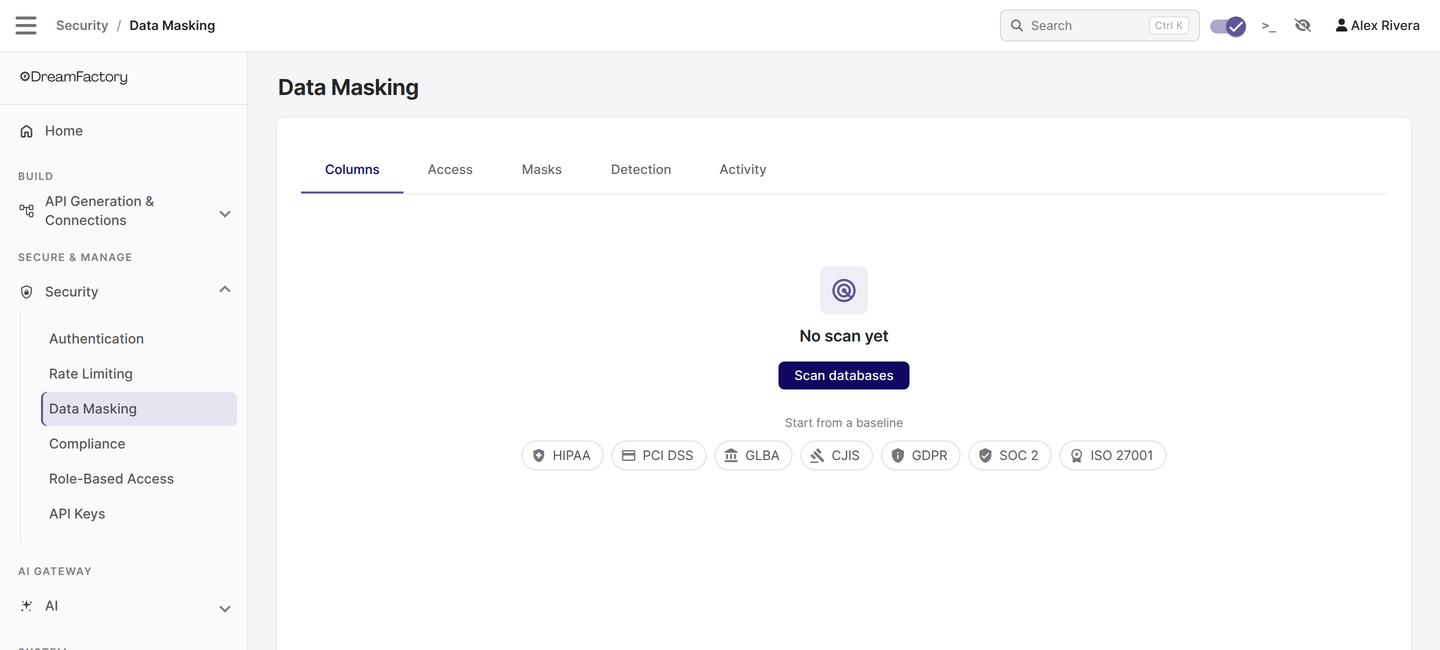 Security / Data Masking
Search Ctrl K
>_
Alex Rivera
DreamFactory
Home
BUILD
API Generation &
Connections
SECURE & MANAGE
Security
Authentication
Rate Limiting
Data Masking
Compliance
Role-Based Access
API Keys
AI GATEWAY
AI
Data Masking
Columns Access Masks Detection Activity
No scan yet
Scan databases
Start from a baseline
HIPAA PCI DSS GLBA CJIS GDPR SOC 2 ISO 27001